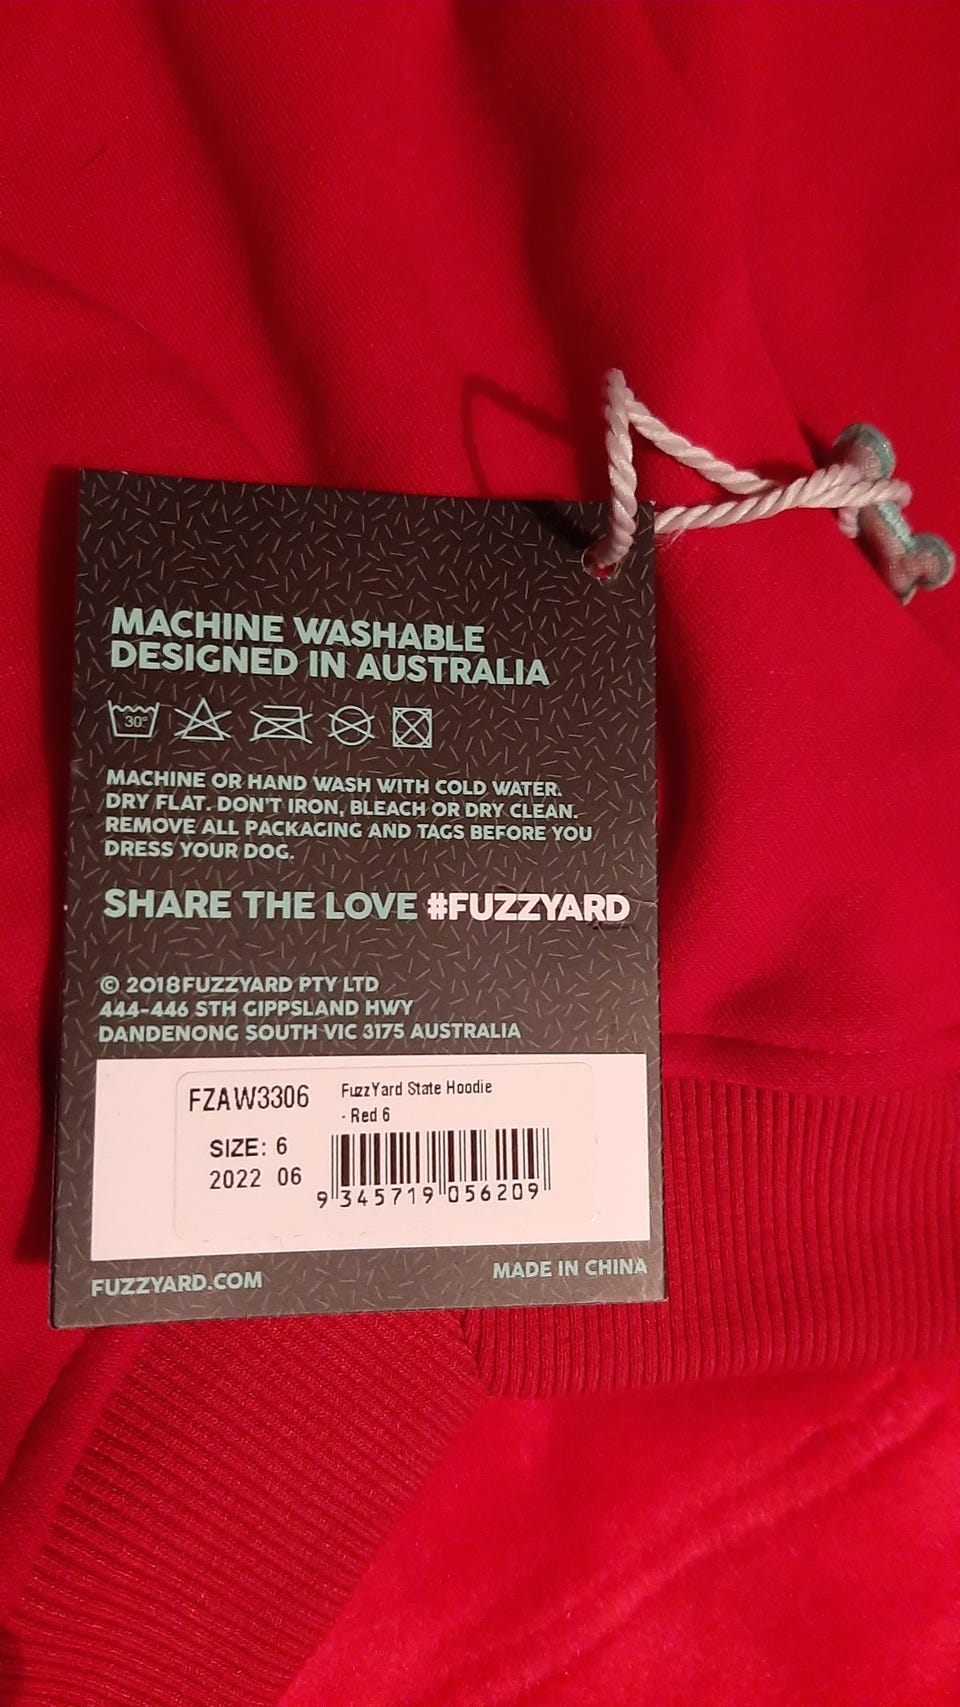 MACHINE WASHABLE
DESIGNED IN AUSTRALIA
30°
MACHINE OR HAND WASH WITH COLD WATER.
DRY FLAT. DON'T IRON, BLEACH OR DRY CLEAN.
REMOVE ALL PACKAGING AND TAGS BEFORE YOU
DRESS YOUR DOG.
SHARE THE LOVE #FUZZYARD
© 2018FUZZYARD PTY LTD
444-446 STH GIPPSLAND HWY
DANDENONG SOUTH VIC 3175 AUSTRALIA
FZAW3306
FuzzYard State Hoodie
- Red 6
SIZE: 6
2022 06
9 345719 056209
FUZZYARD.COM
MADE IN CHINA